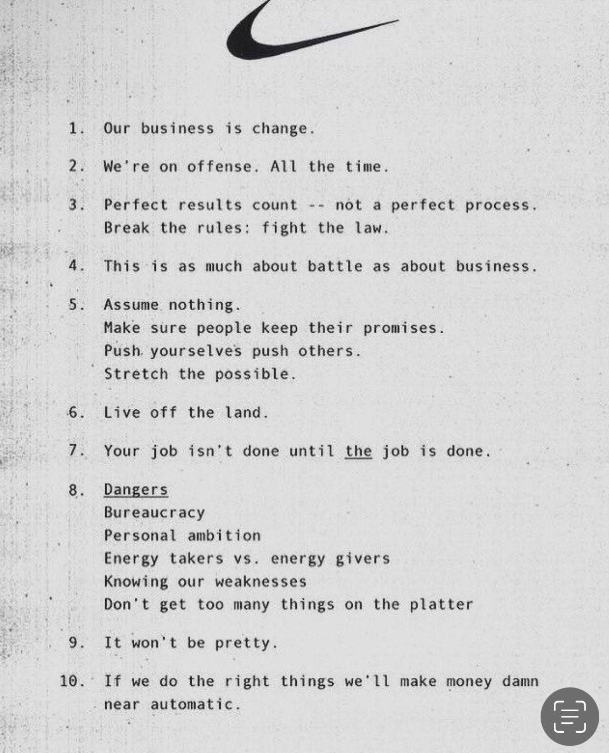 1. Our business is change.
2. We're on offense. All the time.
3. Perfect results count -- not a perfect process.
Break the rules: fight the law.
4. This is as much about battle as about business.
5. Assume nothing.
Make sure people keep their promises.
Push yourselves push others.
Stretch the possible.
6. Live off the land.
7. Your job isn't done until the job is done.
8. Dangers
Bureaucracy
Personal ambition
Energy takers vs. energy givers
Knowing our weaknesses
Don't get too many things on the platter
9. It won't be pretty.
10. If we do the right things we'll make money damn
near automatic.